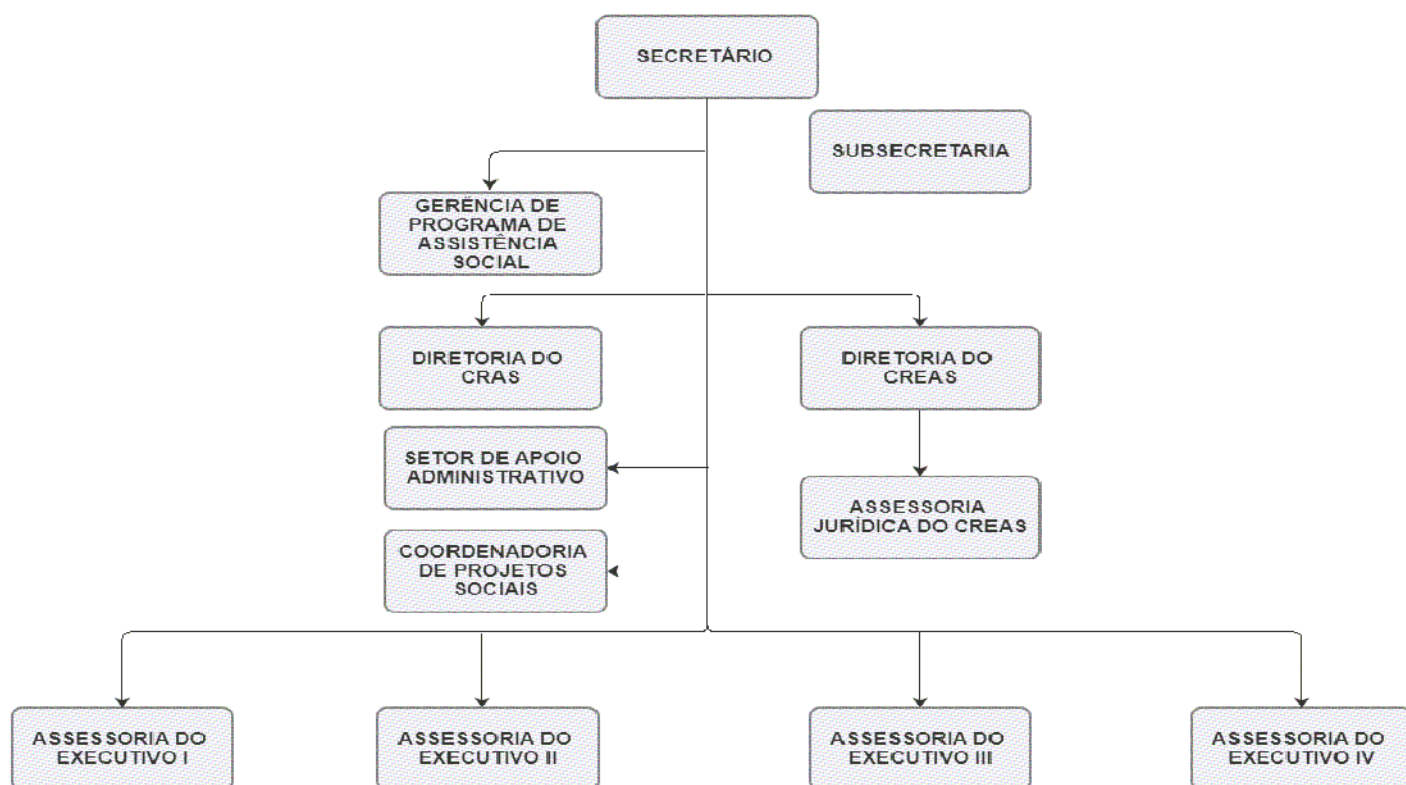 SECRETÁRIO
SUBSECRETARIA
GERÊNCIA DE
PROGRAMA DE
ASSISTÊNCIA
SOCIAL
DIRETORIA DO
CRAS
DIRETORIA DO
CREAS
SETOR DE APOIO
ADMINISTRATIVO
ASSESSORIA
JURÍDICA DO CREAS
COORDENADORIA
DE PROJETOS
SOCIAIS
ASSESSORIA DO
EXECUTIVO I
ASSESSORIA DO
EXECUTIVO II
ASSESSORIA DO
EXECUTIVO III
ASSESSORIA DO
EXECUTIVO IV